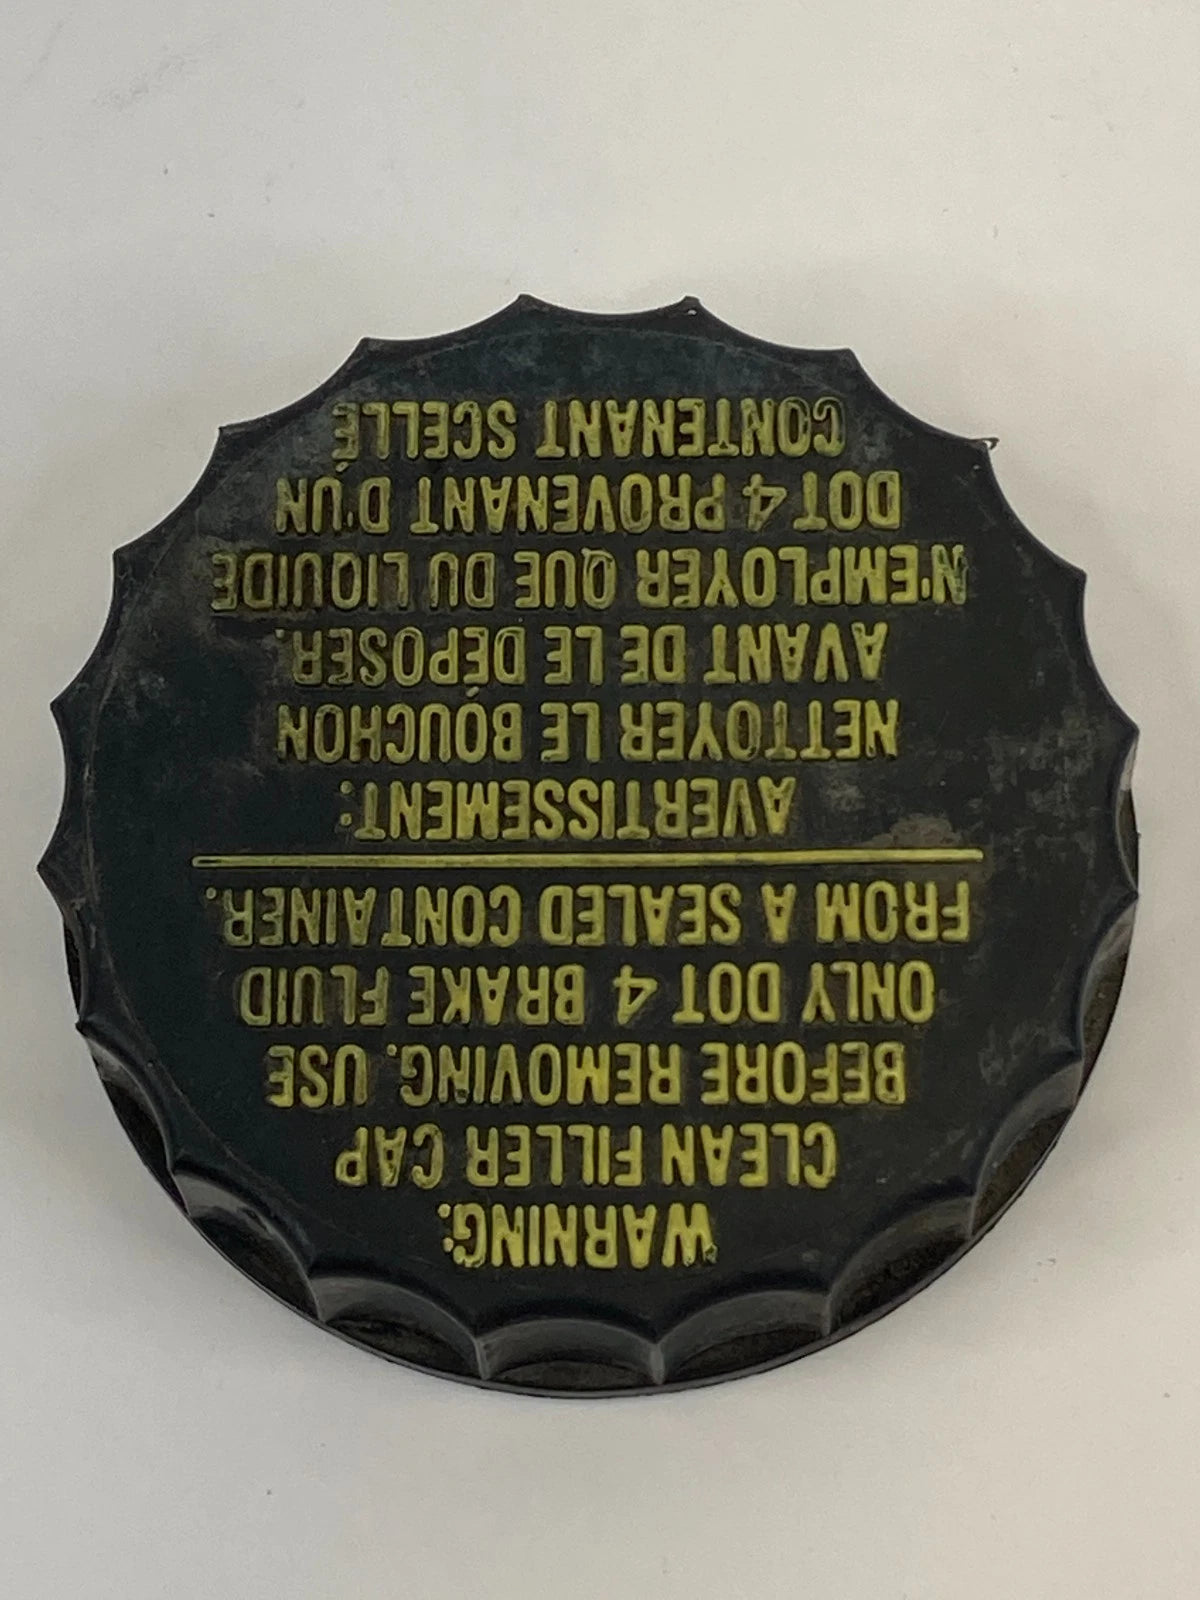 WARNING:
CLEAN FILLER CAP
BEFORE REMOVING. USE
ONLY DOT 4 BRAKE FLUID
FROM A SEALED CONTAINER.
AVERTISSEMENT:
NETTOYER LE BOUCHON
AVANT DE LE DÉPOSER.
N'EMPLOYER QUE DU LIQUIDE
DOT 4 PROVENANT D'UN
CONTENANT SCELLÉ